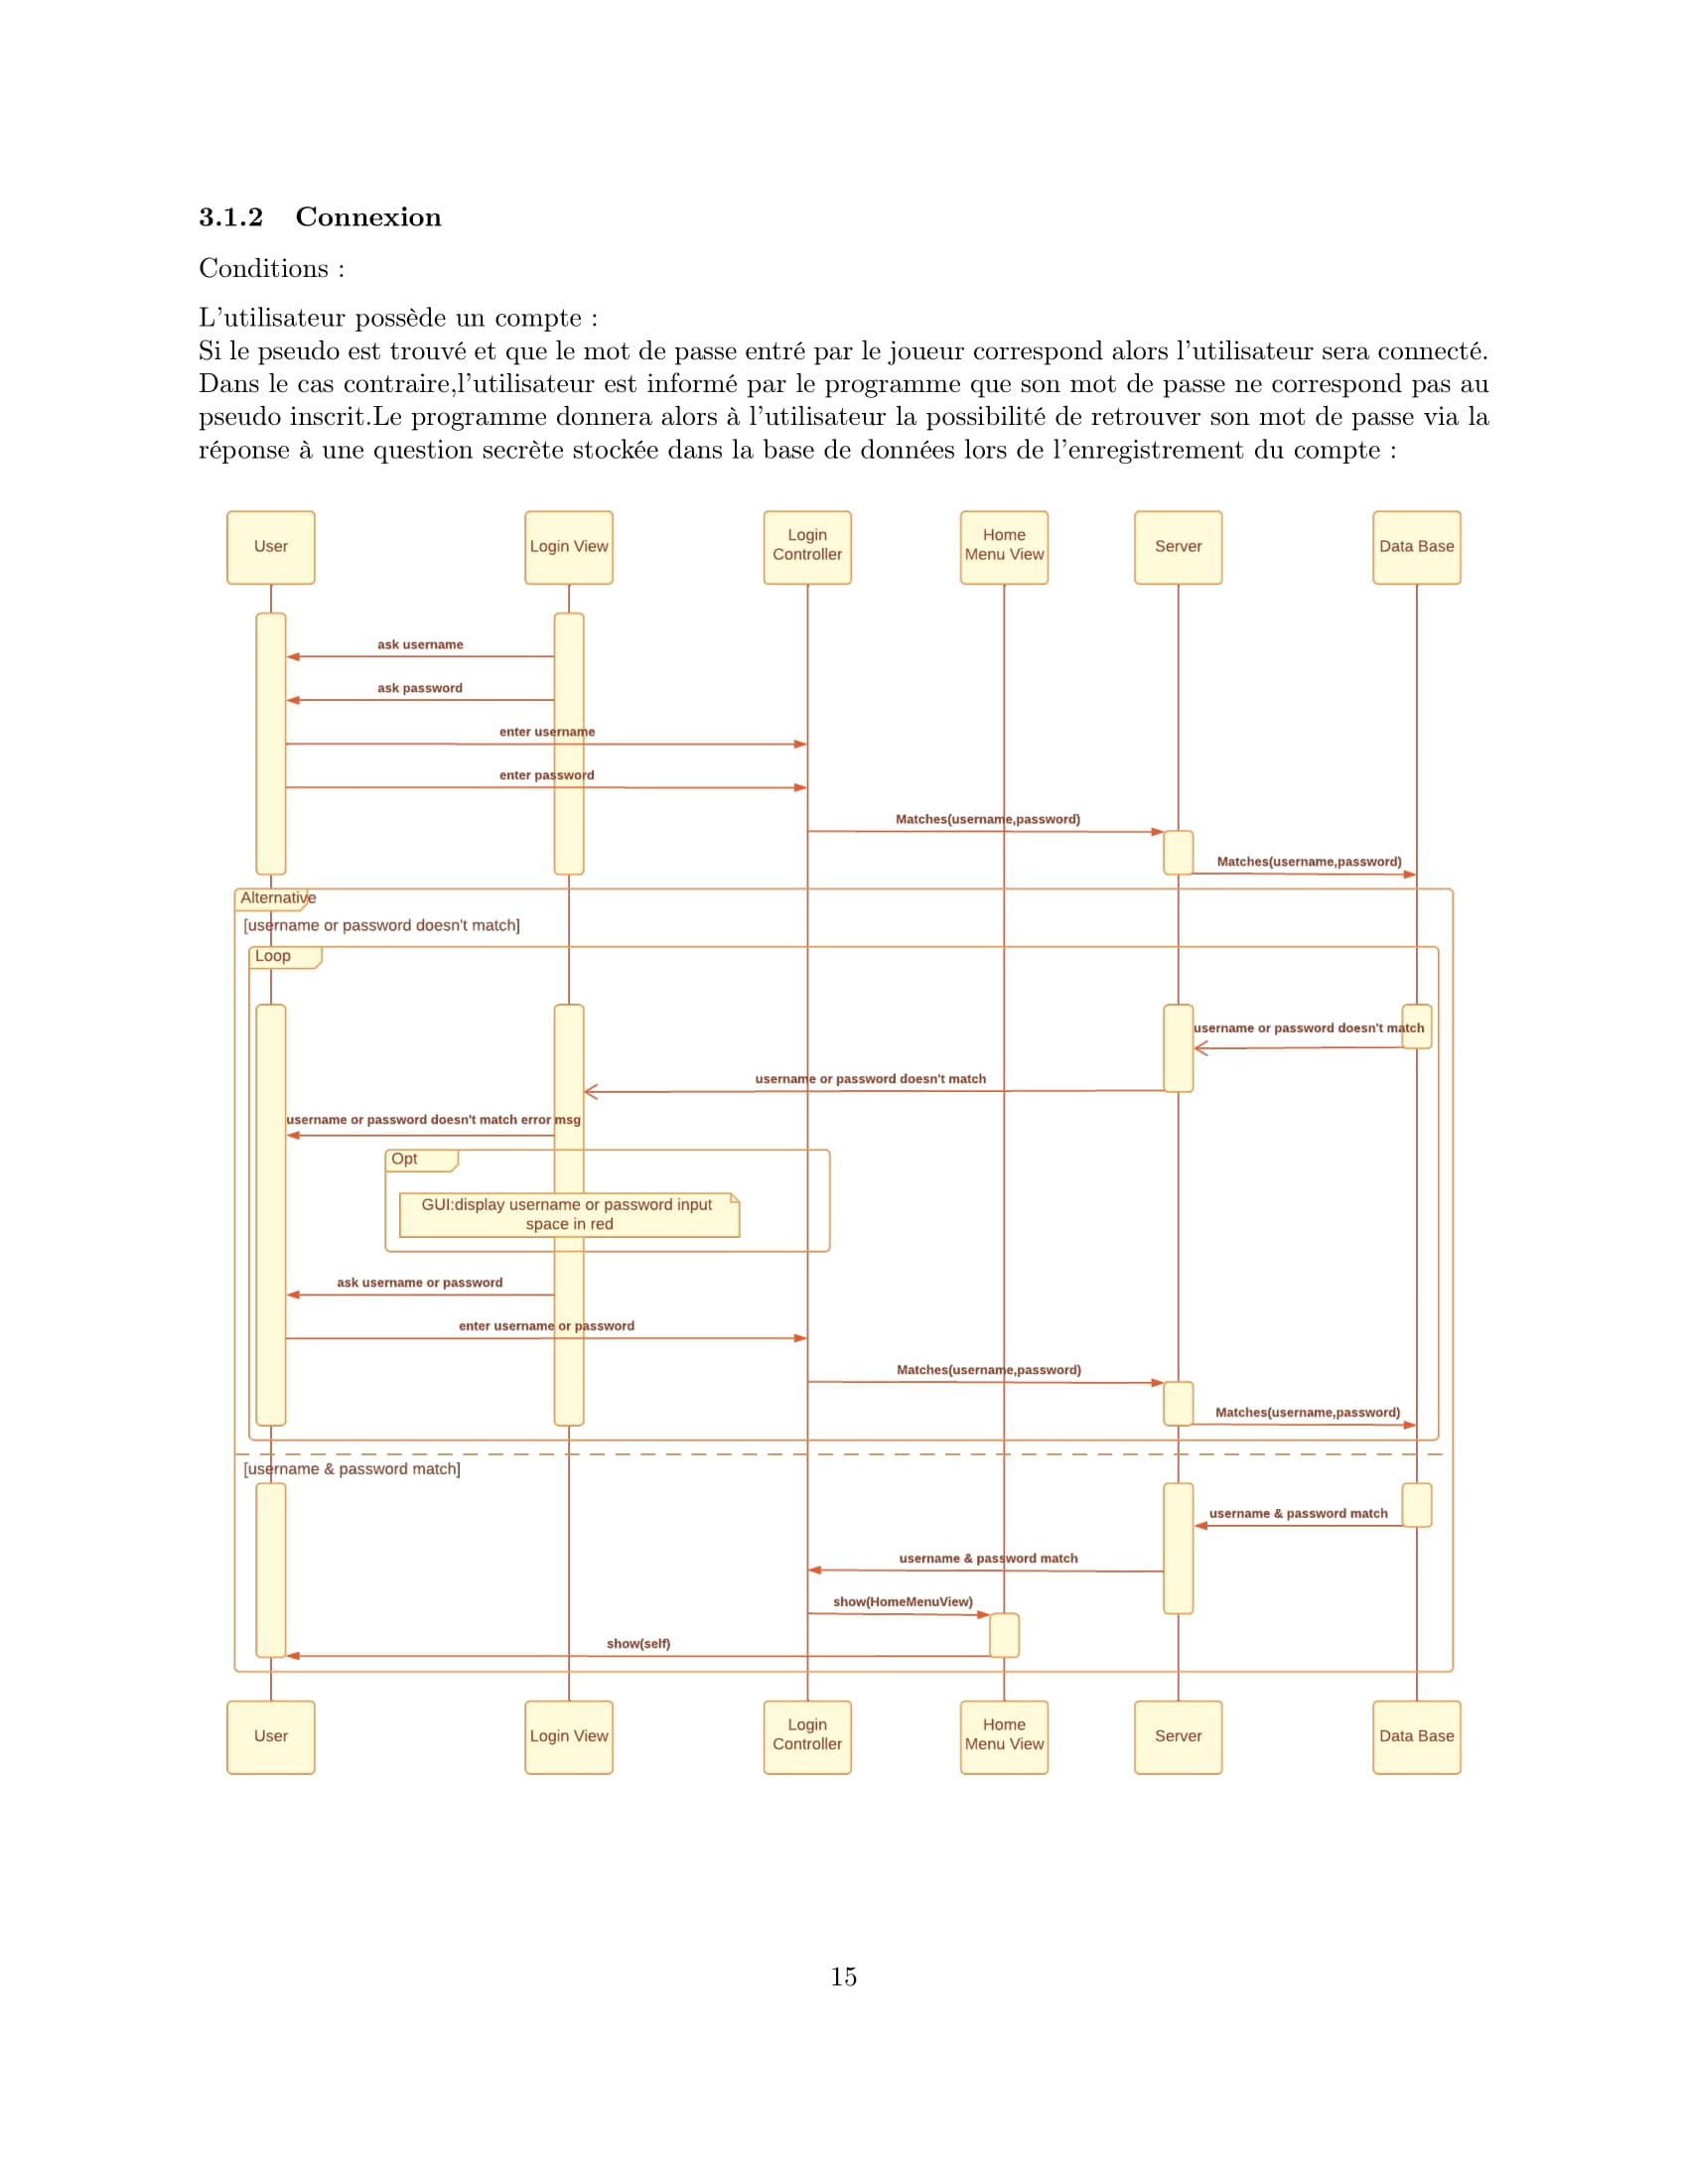 3.1.2 Connexion
Conditions :
L'utilisateur possède un compte :
Si le pseudo est trouvé et que le mot de passe entré par le joueur correspond alors l'utilisateur sera connecté.
Dans le cas contraire,l'utilisateur est informé par le programme que son mot de passe ne correspond pas au
pseudo inscrit.Le programme donnera alors à l'utilisateur la possibilité de retrouver son mot de passe via la
réponse à une question secrète stockée dans la base de données lors de l'enregistrement du compte :
User
Login View
Login
Controller
Home
Menu View
Server
Data Base
ask username
ask password
enter username
enter password
Matches(username,password)
Matches(username,password)
Alternative
[username or password doesn't match]
Loop
username or password doesn't match
username or password doesn't match
username or password doesn't match error msg
Opt
GUI:display username or password input
space in red
ask username or password
enter username or password
Matches(username,password)
Matches(username,password)
[username & password match]
username & password match
username & password match
show(HomeMenuView)
show(self)
User
Login View
Login
Controller
Home
Menu View
Server
Data Base
15